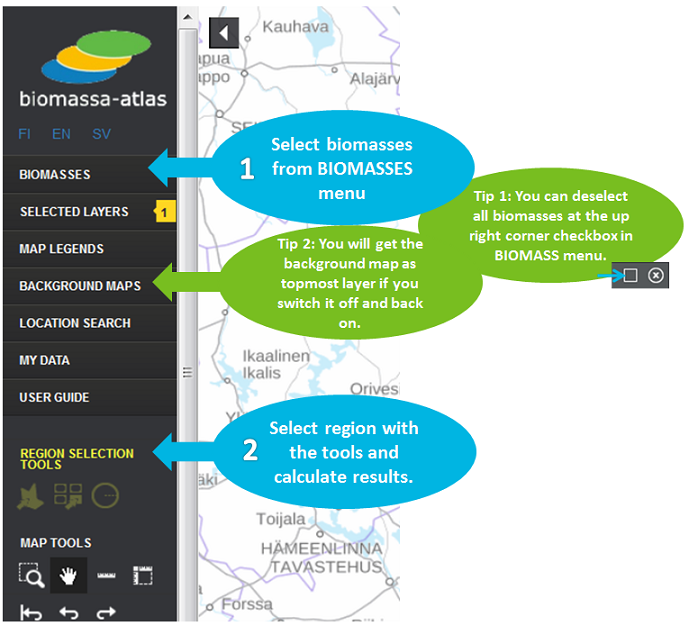 biomassa-atlas
FI EN SV
BIOMASSES
SELECTED LAYERS 1
MAP LEGENDS
BACKGROUND MAPS
LOCATION SEARCH
MY DATA
USER GUIDE
REGION SELECTION
TOOLS
MAP TOOLS
1
Select biomasses
from BIOMASSES
menu
Tip 1: You can deselect
all biomasses at the up
right corner checkbox in
BIOMASS menu.
Tip 2: You will get the
background map as
topmost layer if you
switch it off and back
on.
2
Select region with
the tools and
calculate results.
Kauhava
apua
appo
Alajärv
SE
Ikaalinen
Ikalis
Orives
äki
Toijala
HÄMEENLINNA
TAVASTEHUS
Forssa